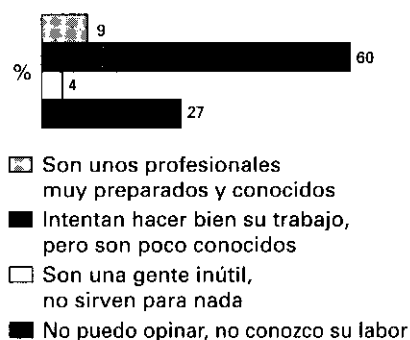 9
60
%
4
27
Son unos profesionales
muy preparados y conocidos
Intentan hacer bien su trabajo,
pero son poco conocidos
Son una gente inútil,
no sirven para nada
No puedo opinar, no conozco su labor